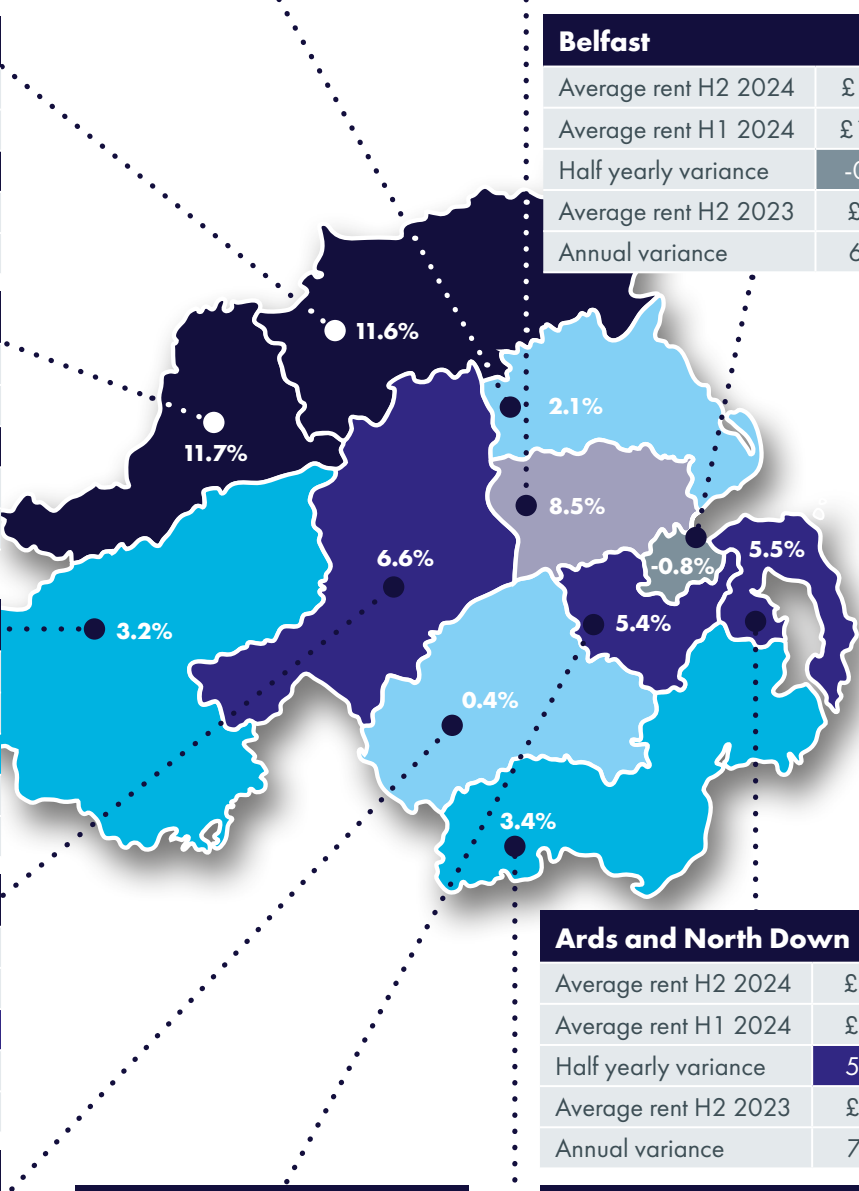 Belfast
Average rent H2 2024 £
Average rent H1 2024 £
Half yearly variance
Average rent H2 2023 £
Annual variance 6
11.6%
2.1%
11.7%
8.5%
5.5%
6.6%
-0.8%
3.2%
5.4%
0.4%
3.4%
Ards and North Down
Average rent H2 2024 £
Average rent H1 2024 £
Half yearly variance 5
Average rent H2 2023 £
Annual variance 7